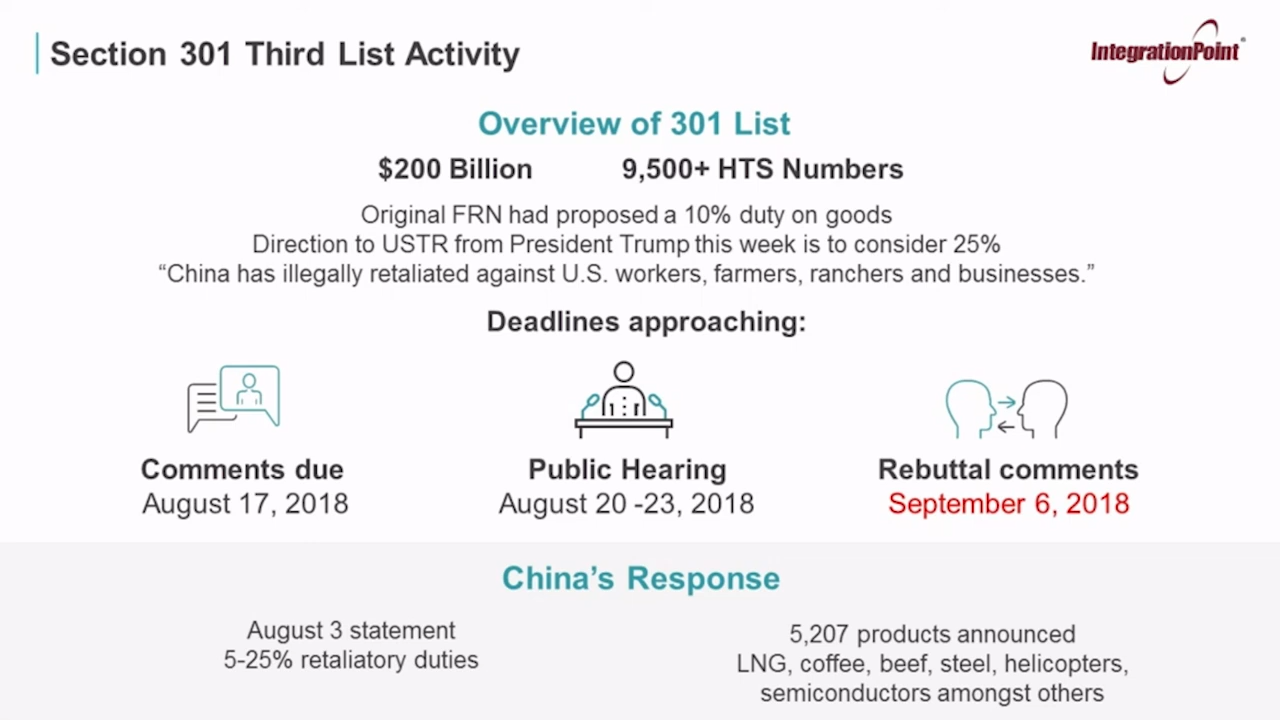 Section 301 Third List Activity
IntegrationPoint®
Overview of 301 List
$200 Billion 9,500+ HTS Numbers
Original FRN had proposed a 10% duty on goods
Direction to USTR from President Trump this week is to consider 25%
“China has illegally retaliated against U.S. workers, farmers, ranchers and businesses.”
Deadlines approaching:
Comments due
August 17, 2018
Public Hearing
August 20 -23, 2018
Rebuttal comments
September 6, 2018
China’s Response
August 3 statement
5-25% retaliatory duties
5,207 products announced
LNG, coffee, beef, steel, helicopters,
semiconductors amongst others